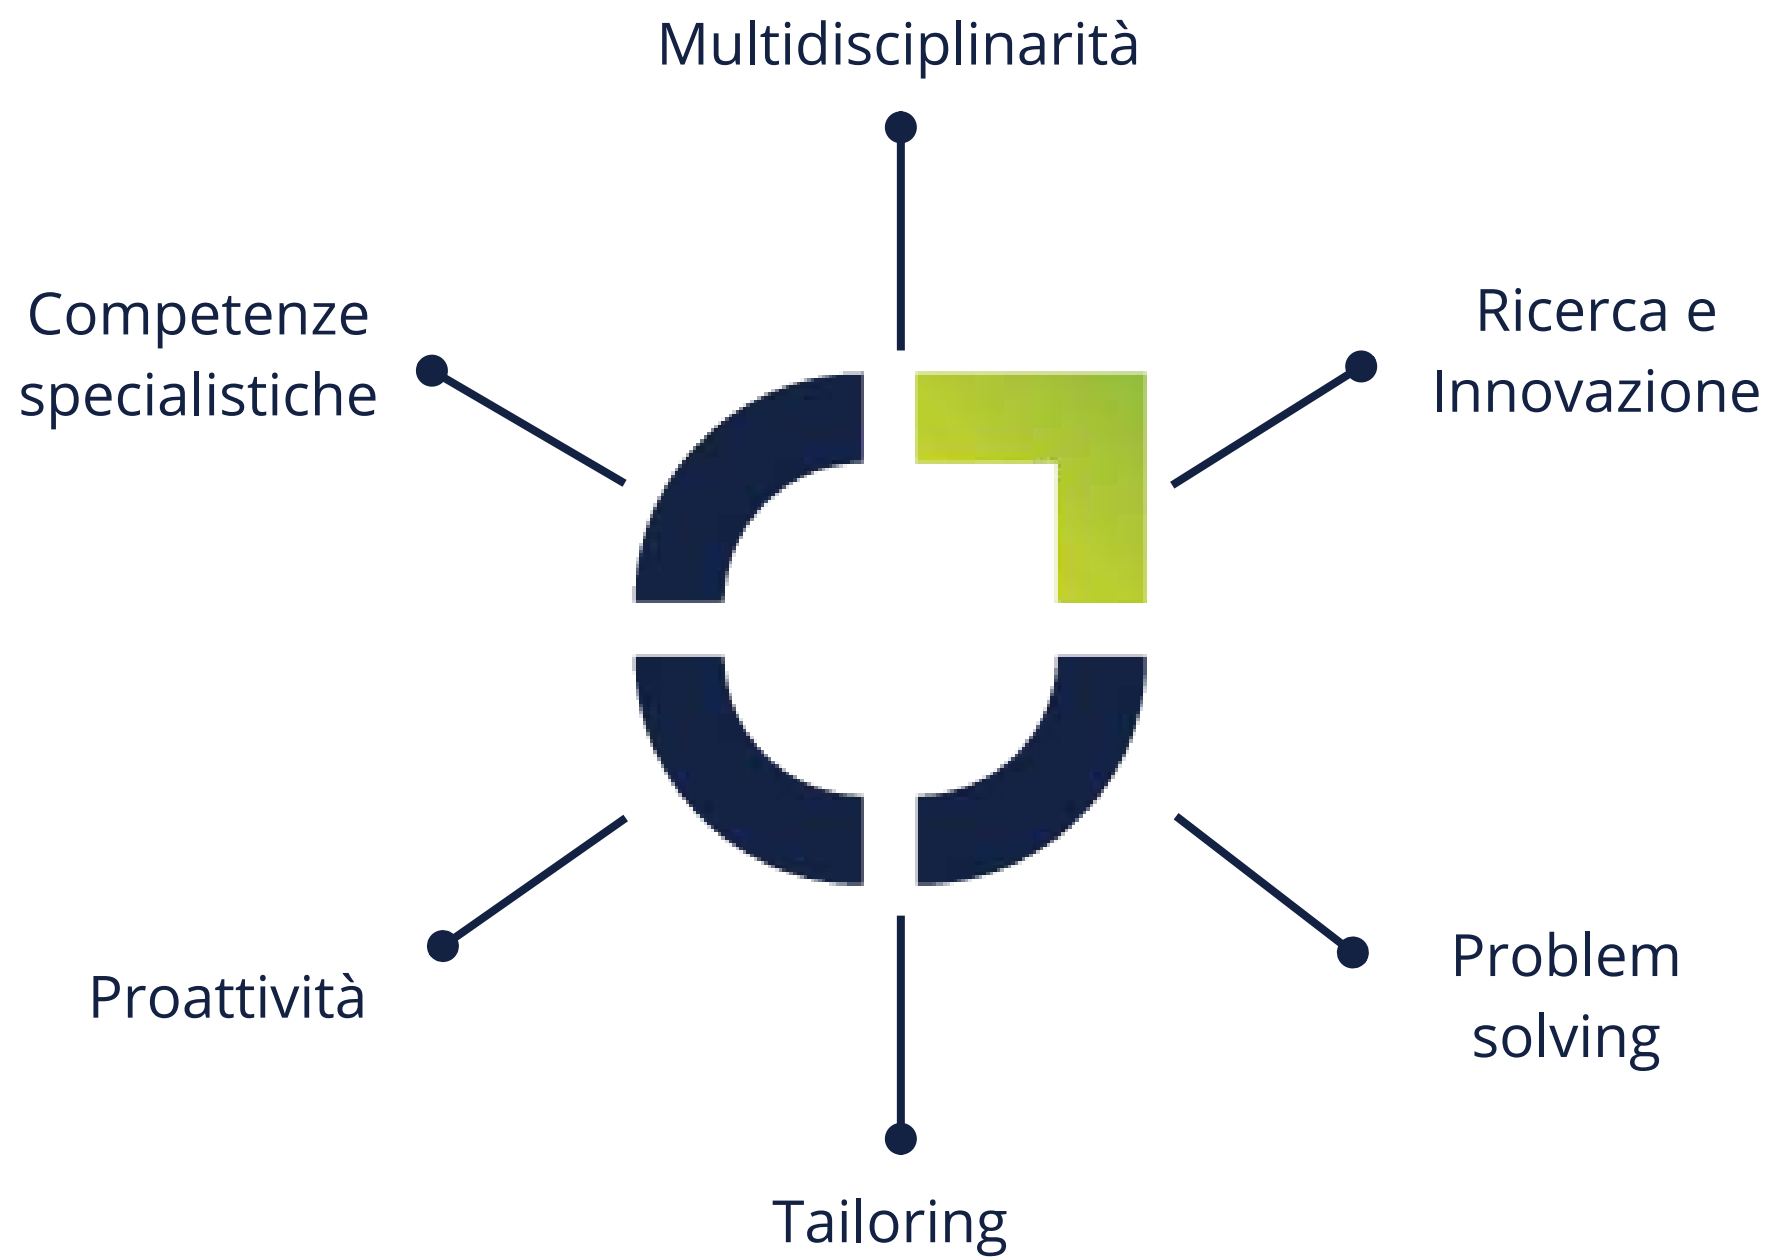 Multidisciplinarità
Competenze
specialistiche
Ricerca e
Innovazione
Proattività
Problem
solving
Tailoring